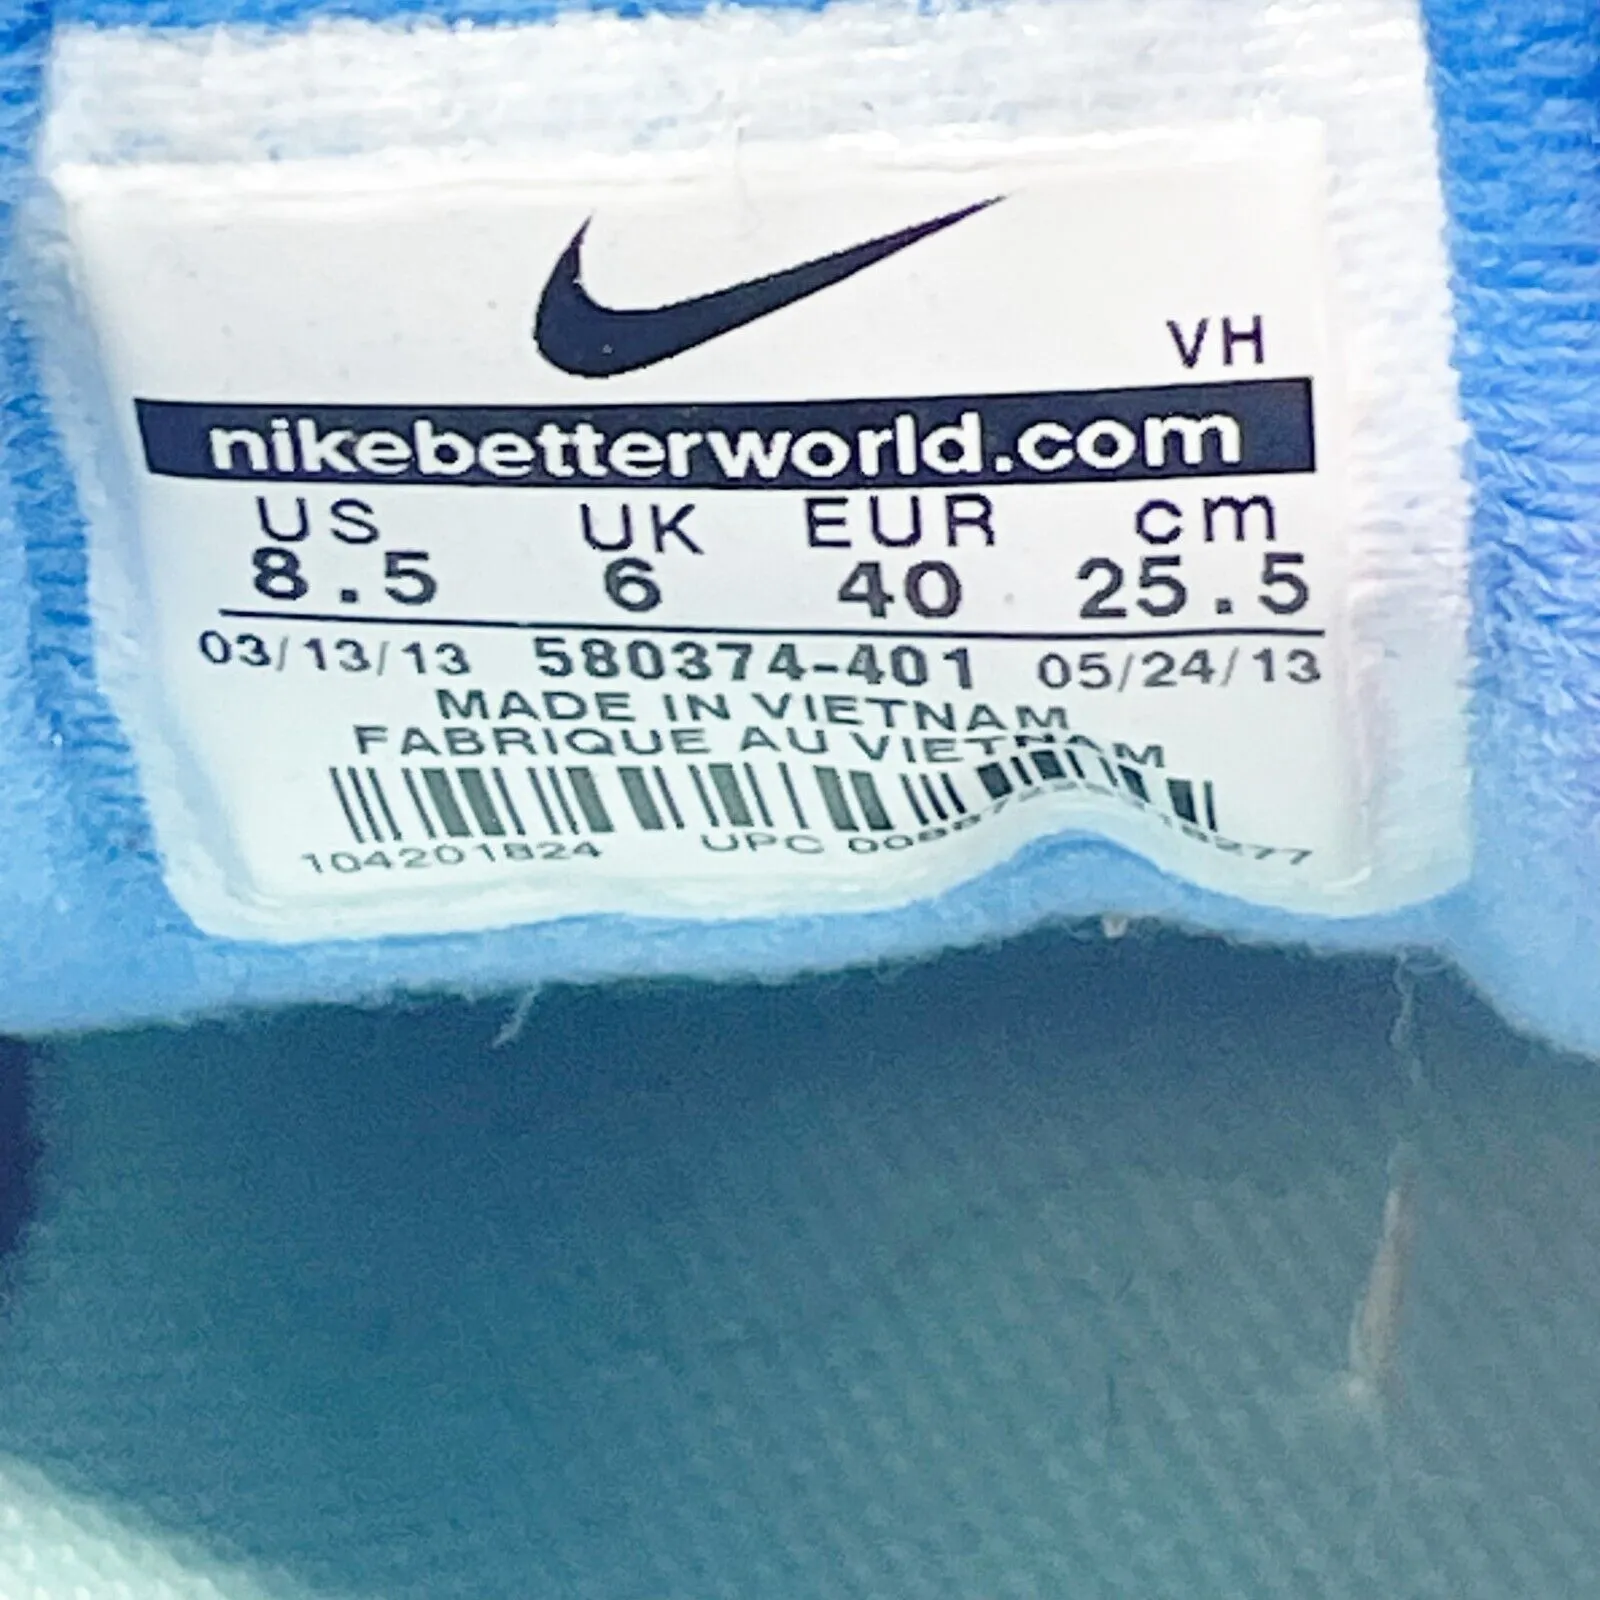 VH
nikebetterworld.com
US UK EUR cm
8.5 6 40 25.5
03/13/13 580374-401 05/24/13
MADE IN VIETNAM
FABRIQUE AU VIETNAM
104201824 UPC